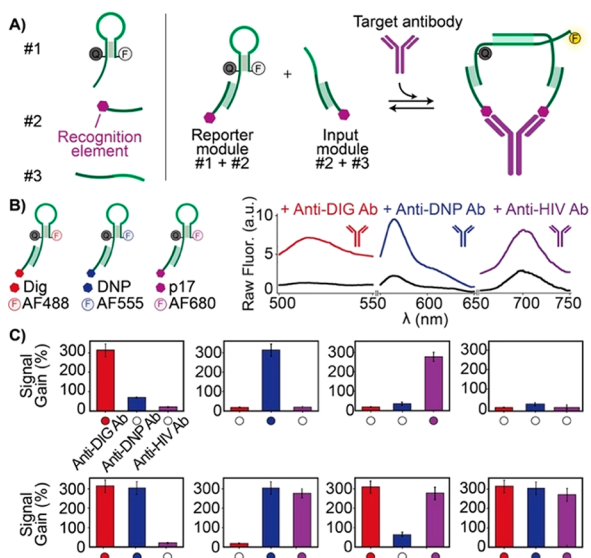 A)
#1
Q F
#2
Recognition
element
#3
Q F
+
Reporter
module
#1 + #2
Input
module
#2 + #3
Target antibody
Q
F
B)
Q F Q F Q F
Dig DNP p17
F AF488 F AF555 F AF680
Raw Fluor. (a.u.)
10
5
0
+ Anti-DIG Ab + Anti-DNP Ab + Anti-HIV Ab
500 550 600 650 700 750
λ (nm)
C)
Signal
Gain (%)
300
200
100
0
300
200
100
0
300
200
100
0
300
200
100
0
Anti-DIG Ab
Anti-DNP Ab
Anti-HIV Ab
Signal
Gain (%)
300
200
100
0
300
200
100
0
300
200
100
0
300
200
100
0